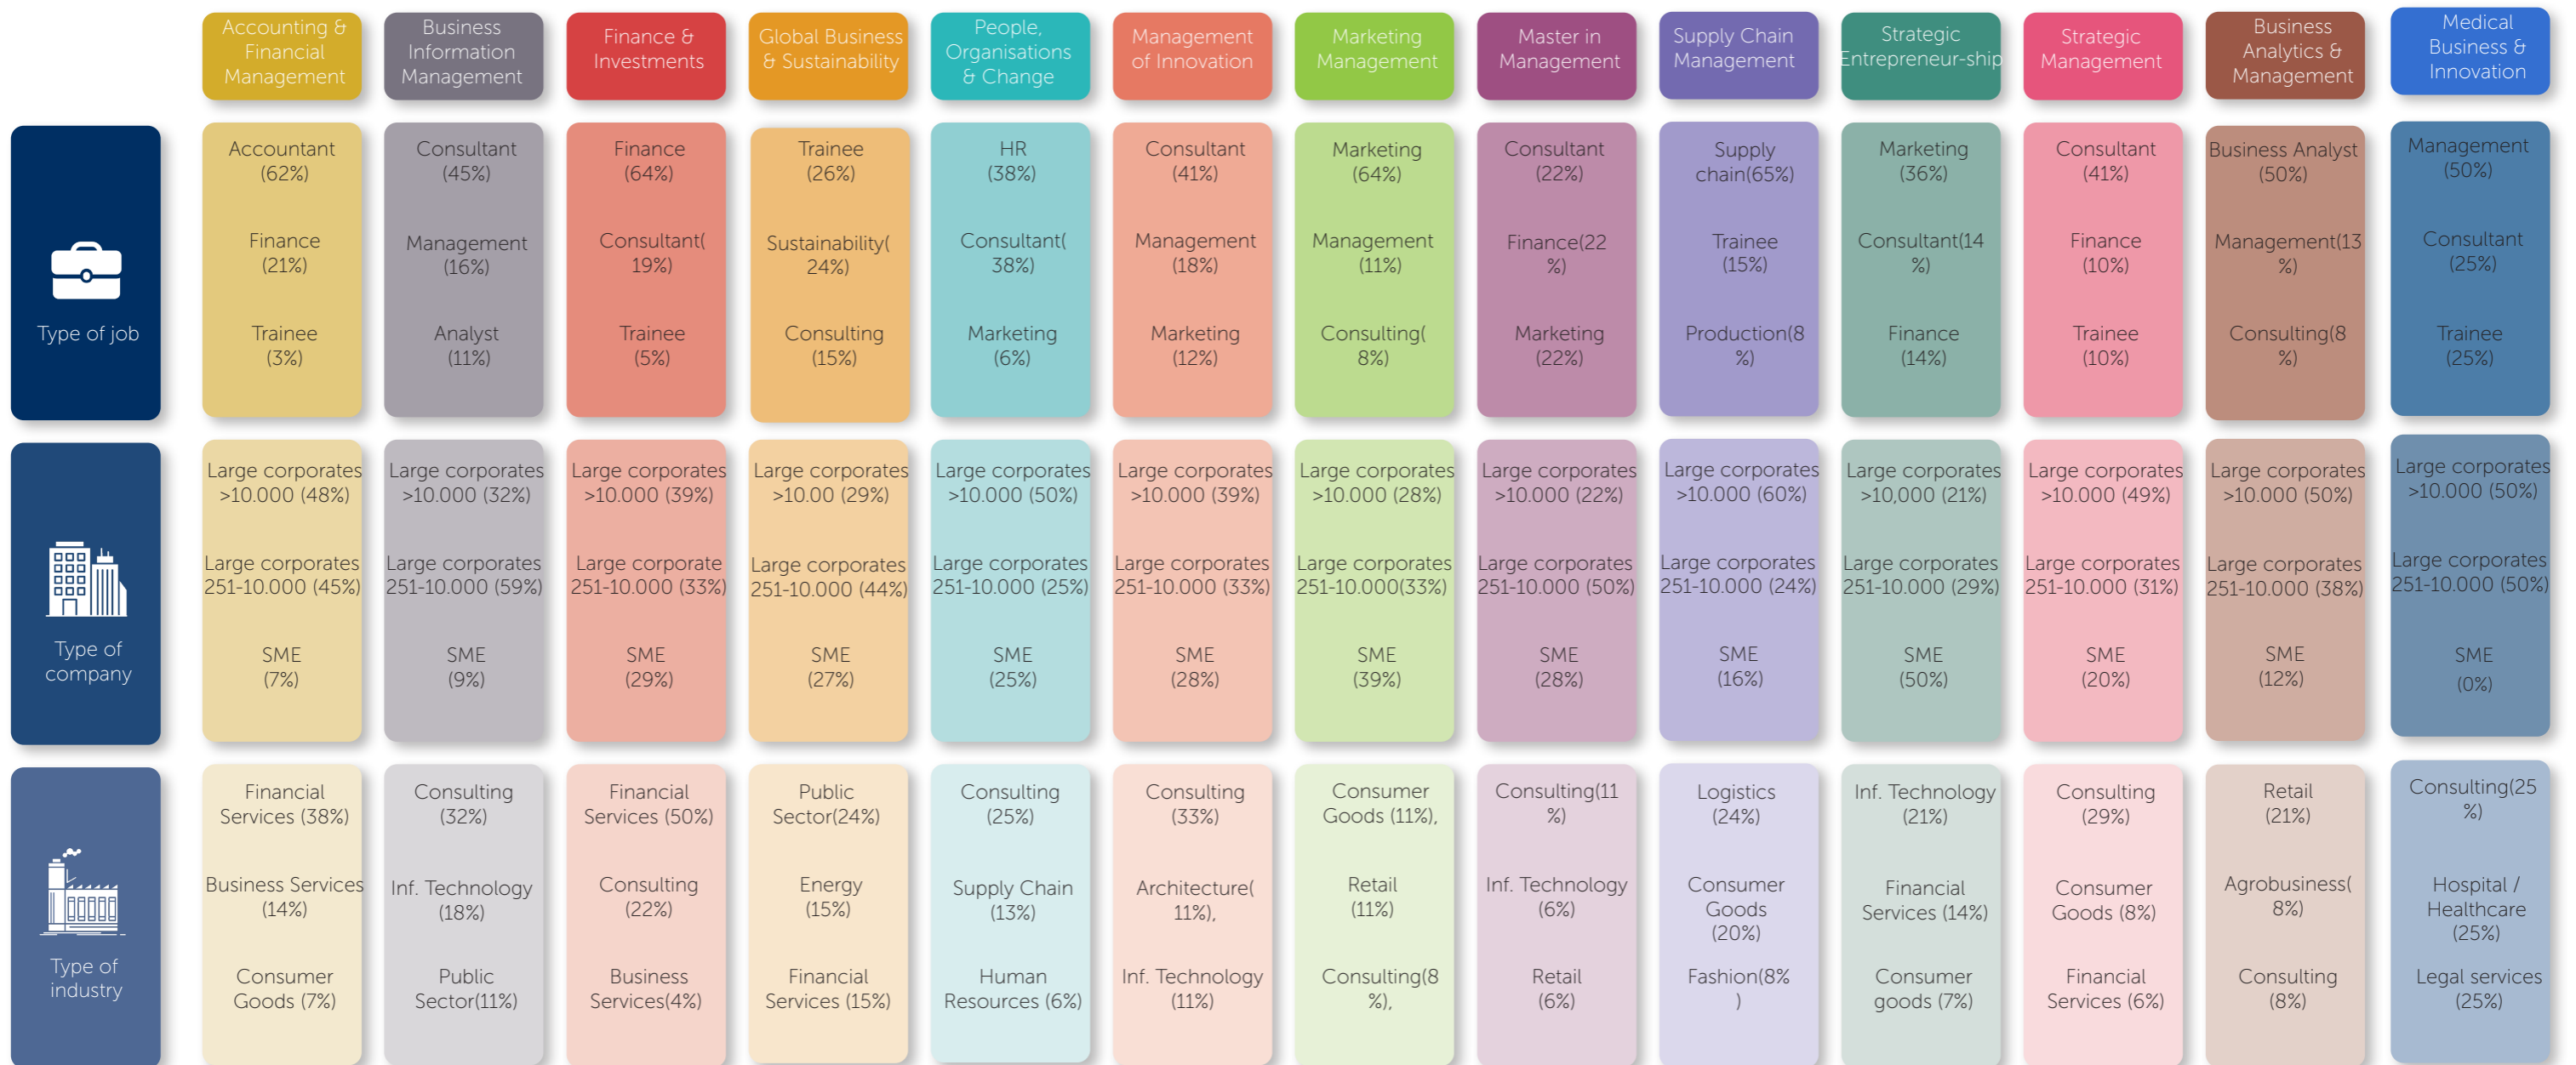 Accounting &
Financial
Management
Business
Information
Management
Finance &
Investments
Global Business
& Sustainability
People,
Organisations
& Change
Management
of Innovation
Marketing
Management
Master in
Management
Supply Chain
Management
Strategic
Entrepreneur-ship
Strategic
Management
Business
Analytics &
Management
Medical
Business &
Innovation
Type of job
Accountant
(62%)
Finance
(21%)
Trainee
(3%)
Consultant
(45%)
Management
(16%)
Analyst
(11%)
Finance
(64%)
Consultant(
19%)
Trainee
(5%)
Trainee
(26%)
Sustainability(
24%)
Consulting
(15%)
HR
(38%)
Consultant(
38%)
Marketing
(6%)
Consultant
(41%)
Management
(18%)
Marketing
(12%)
Marketing
(64%)
Management
(11%)
Consulting(
8%)
Consultant
(22%)
Finance(22
%)
Marketing
(22%)
Supply
chain(65%)
Trainee
(15%)
Production(8
%)
Marketing
(36%)
Consultant(14
%)
Finance
(14%)
Consultant
(41%)
Finance
(10%)
Trainee
(10%)
Business Analyst
(50%)
Management(13
%)
Consulting(8
%)
Management
(50%)
Consultant
(25%)
Trainee
(25%)
Type of
company
Large corporates
>10.000 (48%)
Large corporates
251-10.000 (45%)
SME
(7%)
Large corporates
>10.000 (32%)
Large corporates
251-10.000 (59%)
SME
(9%)
Large corporates
>10.000 (39%)
Large corporate
251-10.000 (33%)
SME
(29%)
Large corporates
>10.00 (29%)
Large corporates
251-10.000 (44%)
SME
(27%)
Large corporates
>10.000 (50%)
Large corporates
251-10.000 (25%)
SME
(25%)
Large corporates
>10.000 (39%)
Large corporates
251-10.000 (33%)
SME
(28%)
Large corporates
>10.000 (28%)
Large corporates
251-10.000(33%)
SME
(39%)
Large corporates
>10.000 (22%)
Large corporates
251-10.000 (50%)
SME
(28%)
Large corporates
>10.000 (60%)
Large corporates
251-10.000 (24%)
SME
(16%)
Large corporates
>10,000 (21%)
Large corporates
251-10.000 (29%)
SME
(50%)
Large corporates
>10.000 (49%)
Large corporates
251-10.000 (31%)
SME
(20%)
Large corporates
>10.000 (50%)
Large corporates
251-10.000 (38%)
SME
(12%)
Large corporates
>10.000 (50%)
Large corporates
251-10.000 (50%)
SME
(0%)
Type of
industry
Financial
Services (38%)
Business Services
(14%)
Consumer
Goods (7%)
Consulting
(32%)
Inf. Technology
(18%)
Public
Sector(11%)
Financial
Services (50%)
Consulting
(22%)
Business
Services(4%)
Public
Sector(24%)
Energy
(15%)
Financial
Services (15%)
Consulting
(25%)
Supply Chain
(13%)
Human
Resources (6%)
Consulting
(33%)
Architecture(
11%),
Inf. Technology
(11%)
Consumer
Goods (11%),
Retail
(11%)
Consulting(8
%),
Consulting(11
%)
Inf. Technology
(6%)
Retail
(6%)
Logistics
(24%)
Consumer
Goods
(20%)
Fashion(8%
)
Inf. Technology
(21%)
Financial
Services (14%)
Consumer
goods (7%)
Consulting
(29%)
Consumer
Goods (8%)
Financial
Services (6%)
Retail
(21%)
Agrobusiness(
8%)
Consulting
(8%)
Consulting(25
%)
Hospital /
Healthcare
(25%)
Legal services
(25%)